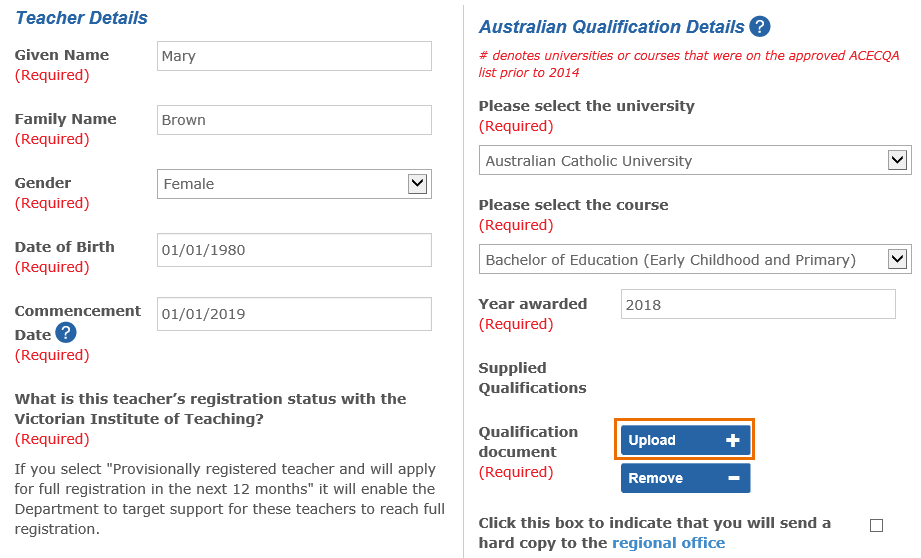 Teacher Details
Given Name
(Required)
Mary
Family Name
(Required)
Brown
Gender
(Required)
Female
Date of Birth
(Required)
01/01/1980
Commencement
Date ?
(Required)
01/01/2019
What is this teacher’s registration status with the
Victorian Institute of Teaching?
(Required)
If you select "Provisionally registered teacher and will apply
for full registration in the next 12 months" it will enable the
Department to target support for these teachers to reach full
registration.
Australian Qualification Details ?
# denotes universities or courses that were on the approved ACECQA
list prior to 2014
Please select the university
(Required)
Australian Catholic University
Please select the course
(Required)
Bachelor of Education (Early Childhood and Primary)
Year awarded
(Required)
2018
Supplied
Qualifications
Qualification
document
(Required)
Upload +
Remove −
Click this box to indicate that you will send a
hard copy to the regional office